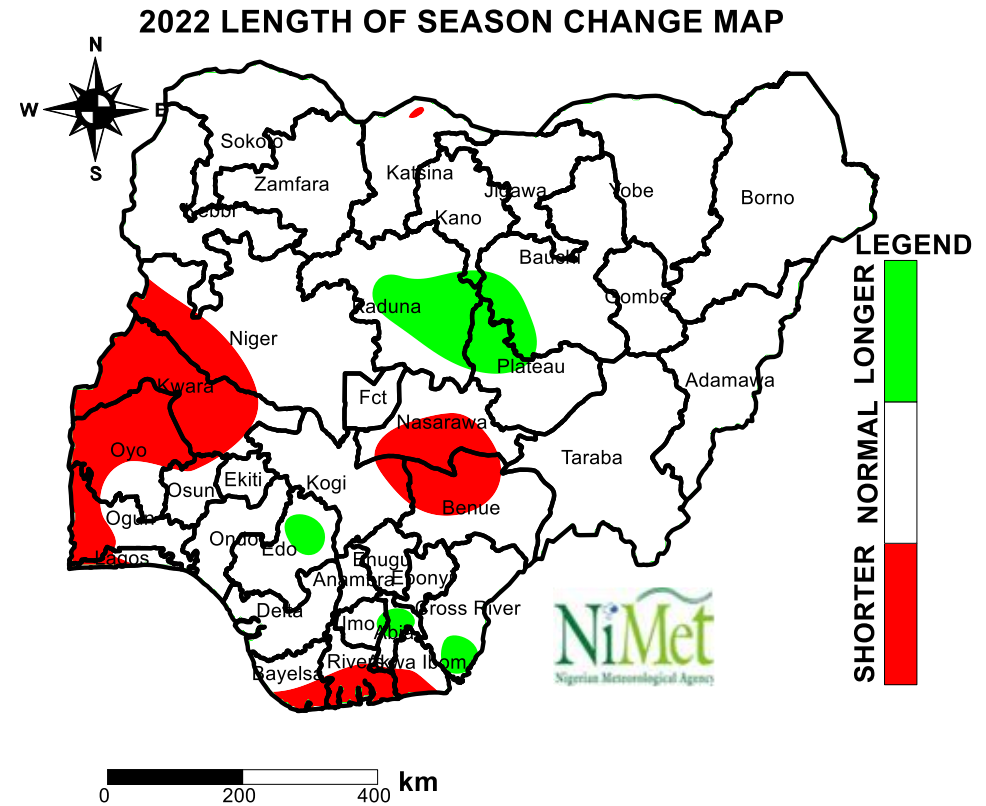 2022 LENGTH OF SEASON CHANGE MAP
N
W
E
S
Sokoto
Zamfara
Katsina
Jigawa
Yobe
Borno
Kebbi
Kano
Bauchi
LEGEND
Gombe
Kaduna
LONGER
Niger
Plateau
Adamawa
Kwara
Fct
Nasarawa
NORMAL
Oyo
Taraba
Osun
Ekiti
Kogi
Benue
Ogun
Ondo
Edo
Lagos
Enugu
Anambra
Ebonyi
Delta
Imo
Abia
Cross River
SHORTER
Bayelsa
Rivers
Akwa Ibom
NiMet
Nigerian Meteorological Agency
0
200
400
km